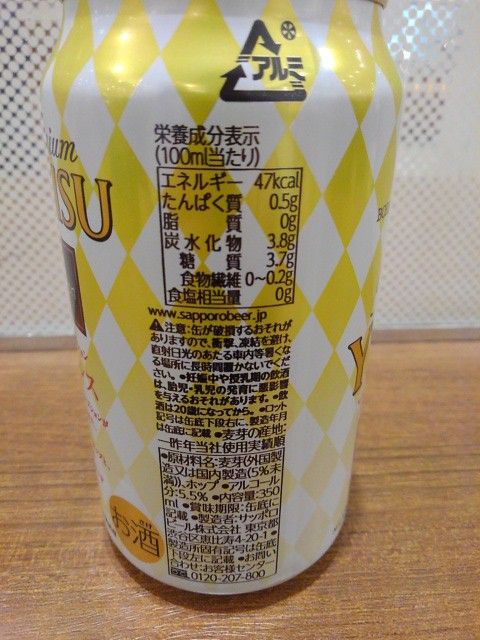 アルミ
栄養成分表示
(100ml当たり)
エネルギー 47kcal
たんぱく質 0.5g
脂質 0g
炭水化物 3.8g
糖質 3.7g
食物繊維 0~0.2g
食塩相当量 0g
www.sapporobeer.jp
⚠注意:缶が破損するおそれが
ありますので、衝撃、凍結を避け、
直射日光のあたる車内等暑くな
る場所に長時間置かないでくだ
さい。●妊娠中や授乳期の飲酒
は、胎児・乳児の発育に悪影響
を与えるおそれがあります。●飲
酒は20歳になってから。●ロット
記号は缶底下段右に、製造年月
は缶底に記載●麦芽の産地:
一昨年当社使用実績順
●原材料名:麦芽(外国製
造又は国内製造(5%未
満))、ホップ●アルコール
分:5.5%●内容量:350
ml●賞味期限:缶底に
記載●製造者:サッポロ
ビール株式会社 東京都
渋谷区恵比寿4-20-1●
製造所固有記号は缶底
下段左に記載●お問い
合わせ:お客様センター
0120-207-800
お酒